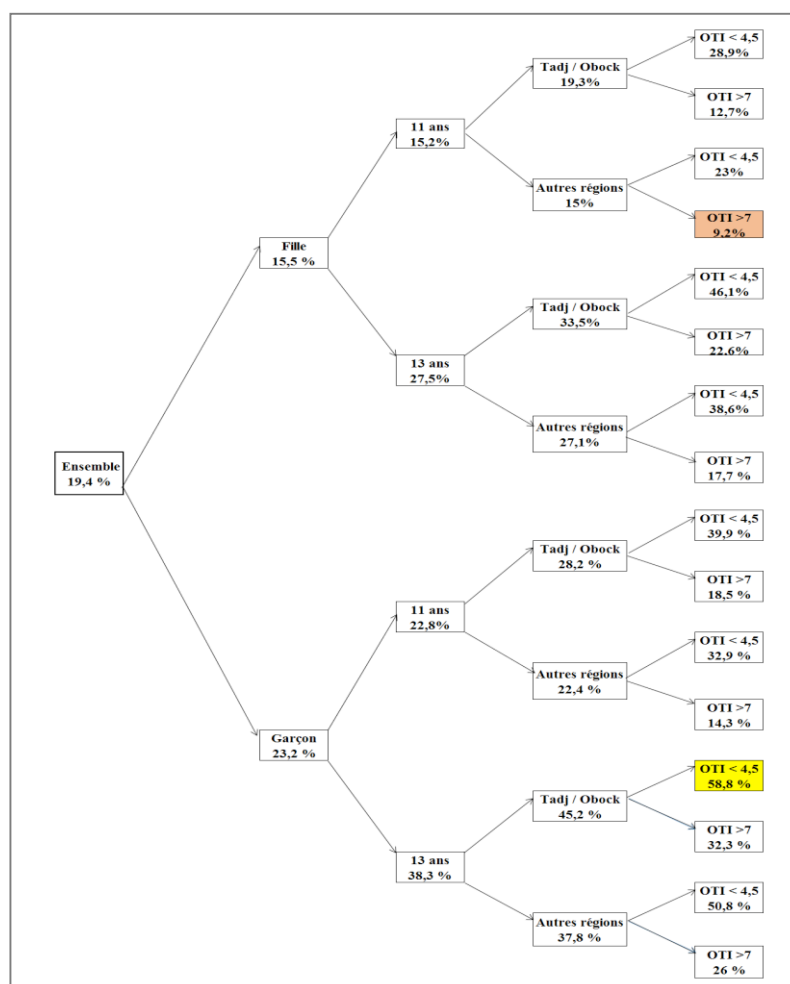 Ensemble
19,4 %
Fille
15,5 %
11 ans
15,2%
Tadj / Obock
19,3%
OTI < 4,5
28,9%
OTI >7
12,7%
Autres régions
15%
OTI < 4,5
23%
OTI >7
9,2%
13 ans
27,5%
Tadj / Obock
33,5%
OTI < 4,5
46,1%
OTI >7
22,6%
Autres régions
27,1%
OTI < 4,5
38,6%
OTI >7
17,7 %
Garçon
23,2 %
11 ans
22,8%
Tadj / Obock
28,2 %
OTI < 4,5
39,9 %
OTI >7
18,5 %
Autres régions
22,4 %
OTI < 4,5
32,9 %
OTI >7
14,3 %
13 ans
38,3 %
Tadj / Obock
45,2 %
OTI < 4,5
58,8 %
OTI >7
32,3 %
Autres régions
37,8 %
OTI < 4,5
50,8 %
OTI >7
26 %